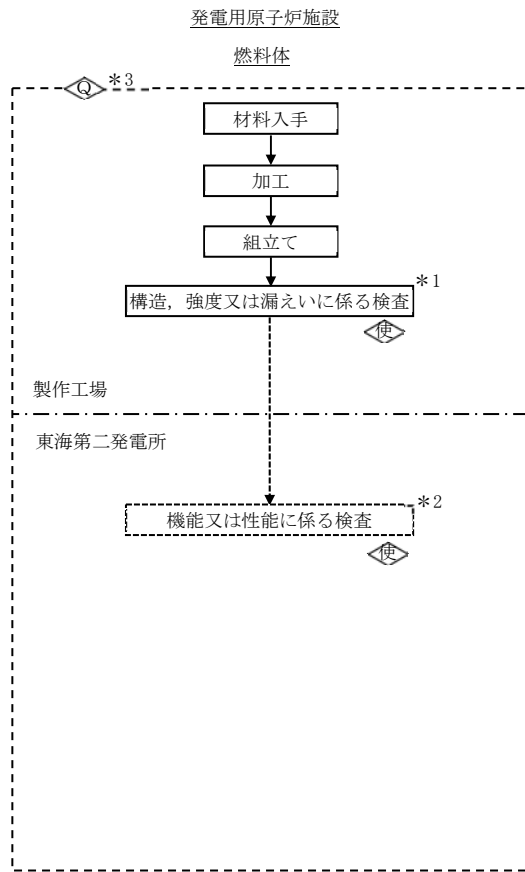 発電用原子炉施設
燃料体
Q
*3
材料入手
加工
組立て
*1
構造，強度又は漏えいに係る検査
使
製作工場
東海第二発電所
*2
機能又は性能に係る検査
使